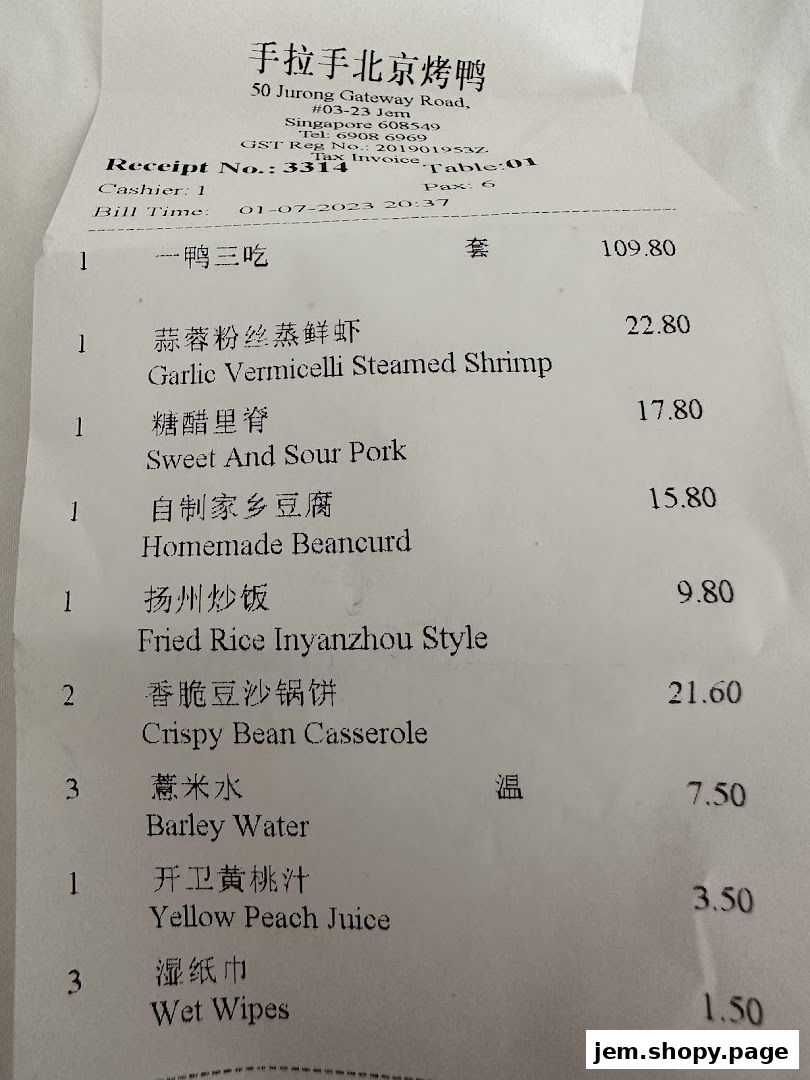 手拉手北京烤鸭
50 Jurong Gateway Road,
#03-23 Jem
Singapore 608549
Tel: 6908 6969
GST Reg No.: 201901953Z
Tax Invoice
Receipt No.: 3314 Table:01
Cashier: 1 Pax: 6
Bill Time: 01-07-2023 20:37
1 一鸭三吃 套 109.80
1 蒜蓉粉丝蒸鲜虾 22.80
Garlic Vermicelli Steamed Shrimp
1 糖醋里脊 17.80
Sweet And Sour Pork
1 自制家乡豆腐 15.80
Homemade Beancurd
1 扬州炒饭 9.80
Fried Rice Inyanzhou Style
2 香脆豆沙锅饼 21.60
Crispy Bean Casserole
3 薏米水 温 7.50
Barley Water
1 开卫黄桃汁 3.50
Yellow Peach Juice
3 湿纸巾 1.50
Wet Wipes
jem.shopy.page